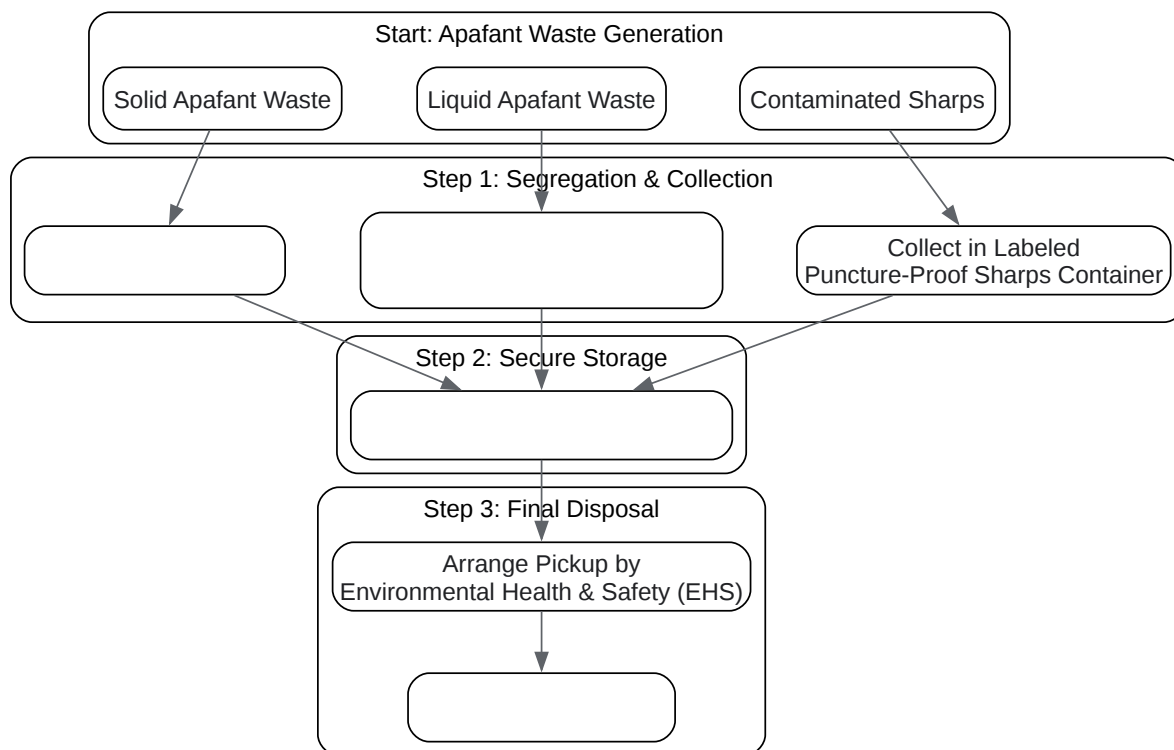 Start: Apafant Waste Generation
Solid Apafant Waste
Liquid Apafant Waste
Contaminated Sharps
Step 1: Segregation & Collection
Collect in Labeled
Puncture-Proof Sharps Container
Step 2: Secure Storage
Step 3: Final Disposal
Arrange Pickup by
Environmental Health & Safety (EHS)